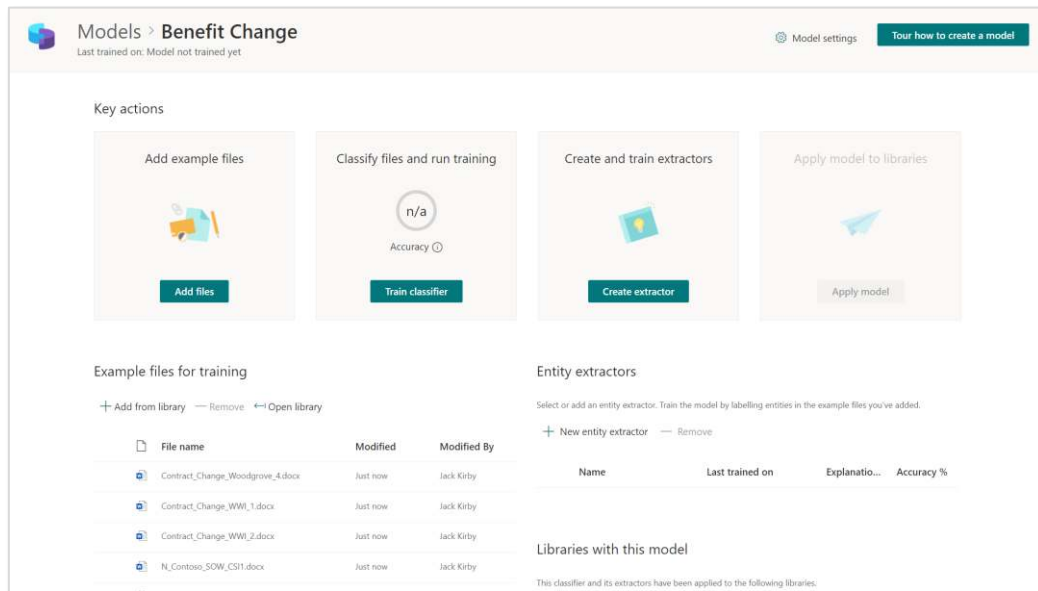 Models > Benefit Change
Last trained on: Model not trained yet
Model settings
Tour how to create a model
Key actions
Add example files
Classify files and run training
Create and train extractors
Apply model to libraries
n/a
Accuracy
Add files
Train classifier
Create extractor
Apply model
Example files for training
Add from library Remove Open library
File name Modified Modified By
Contract_Change_Woodgrove_4.docx Just now Jack Kirby
Contract_Change_WWI_1.docx Just now Jack Kirby
Contract_Change_WWI_2.docx Just now Jack Kirby
N_Contoso_SOW_CSI1.docx Just now Jack Kirby
Entity extractors
Select or add an entity extractor. Train the model by labelling entities in the example files you've added.
New entity extractor Remove
Name Last trained on Explanatio... Accuracy %
Libraries with this model
This classifier and its extractors have been applied to the following libraries.